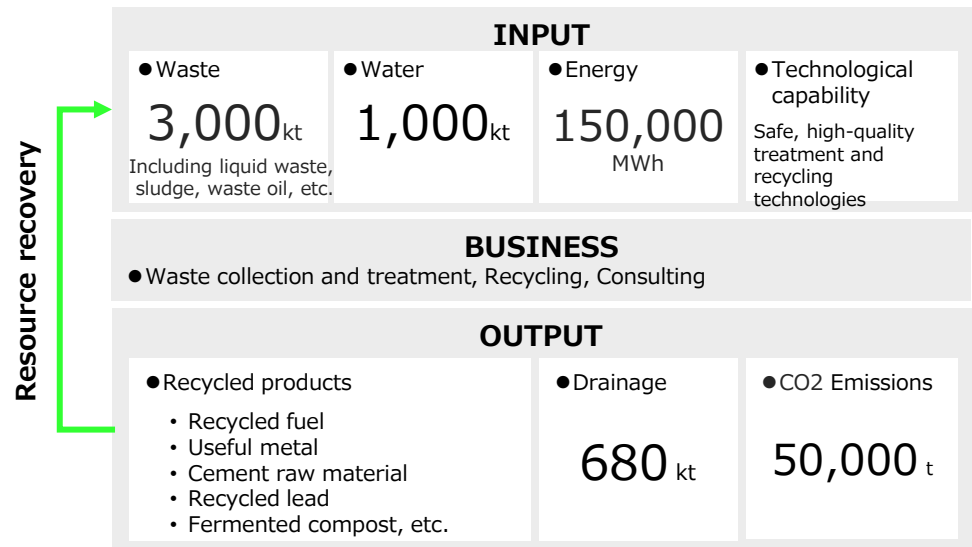 Resource recovery
INPUT
●Waste
3,000kt
Including liquid waste,
sludge, waste oil, etc.
●Water
1,000kt
●Energy
150,000
MWh
●Technological
capability
Safe, high-quality
treatment and
recycling
technologies
BUSINESS
●Waste collection and treatment, Recycling, Consulting
OUTPUT
●Recycled products
・Recycled fuel
・Useful metal
・Cement raw material
・Recycled lead
・Fermented compost, etc.
●Drainage
680 kt
●CO2 Emissions
50,000 t